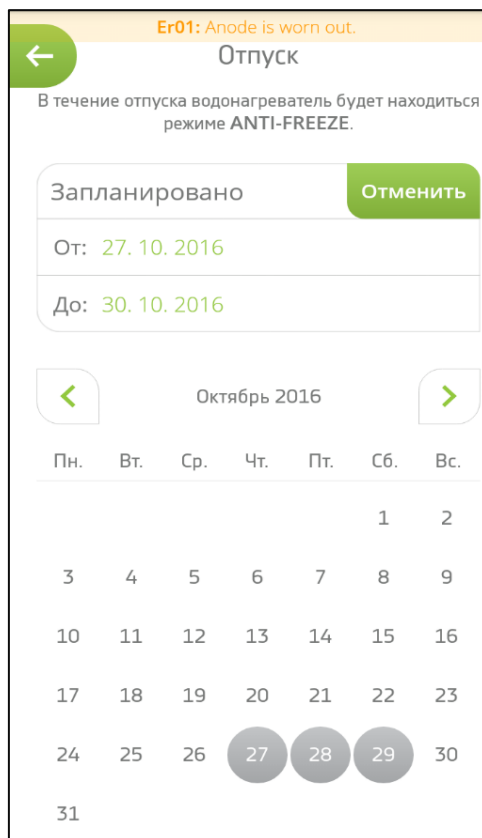 Er01: Anode is worn out.
Отпуск
В течение отпуска водонагреватель будет находиться
режиме ANTI-FREEZE.
Запланировано Отменить
От: 27. 10. 2016
До: 30. 10. 2016
Октябрь 2016
Пн. Вт. Ср. Чт. Пт. Сб. Вс.
1 2
3 4 5 6 7 8 9
10 11 12 13 14 15 16
17 18 19 20 21 22 23
24 25 26 27 28 29 30
31